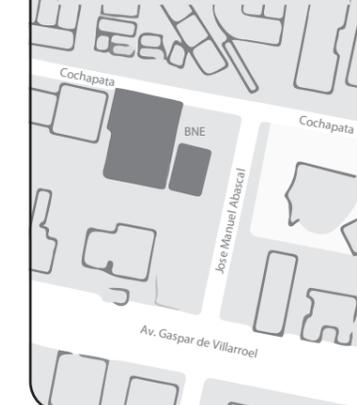 Cochapata
Cochapata
BNE
Jose Manuel Abascal
Av. Gaspar de Villarroel